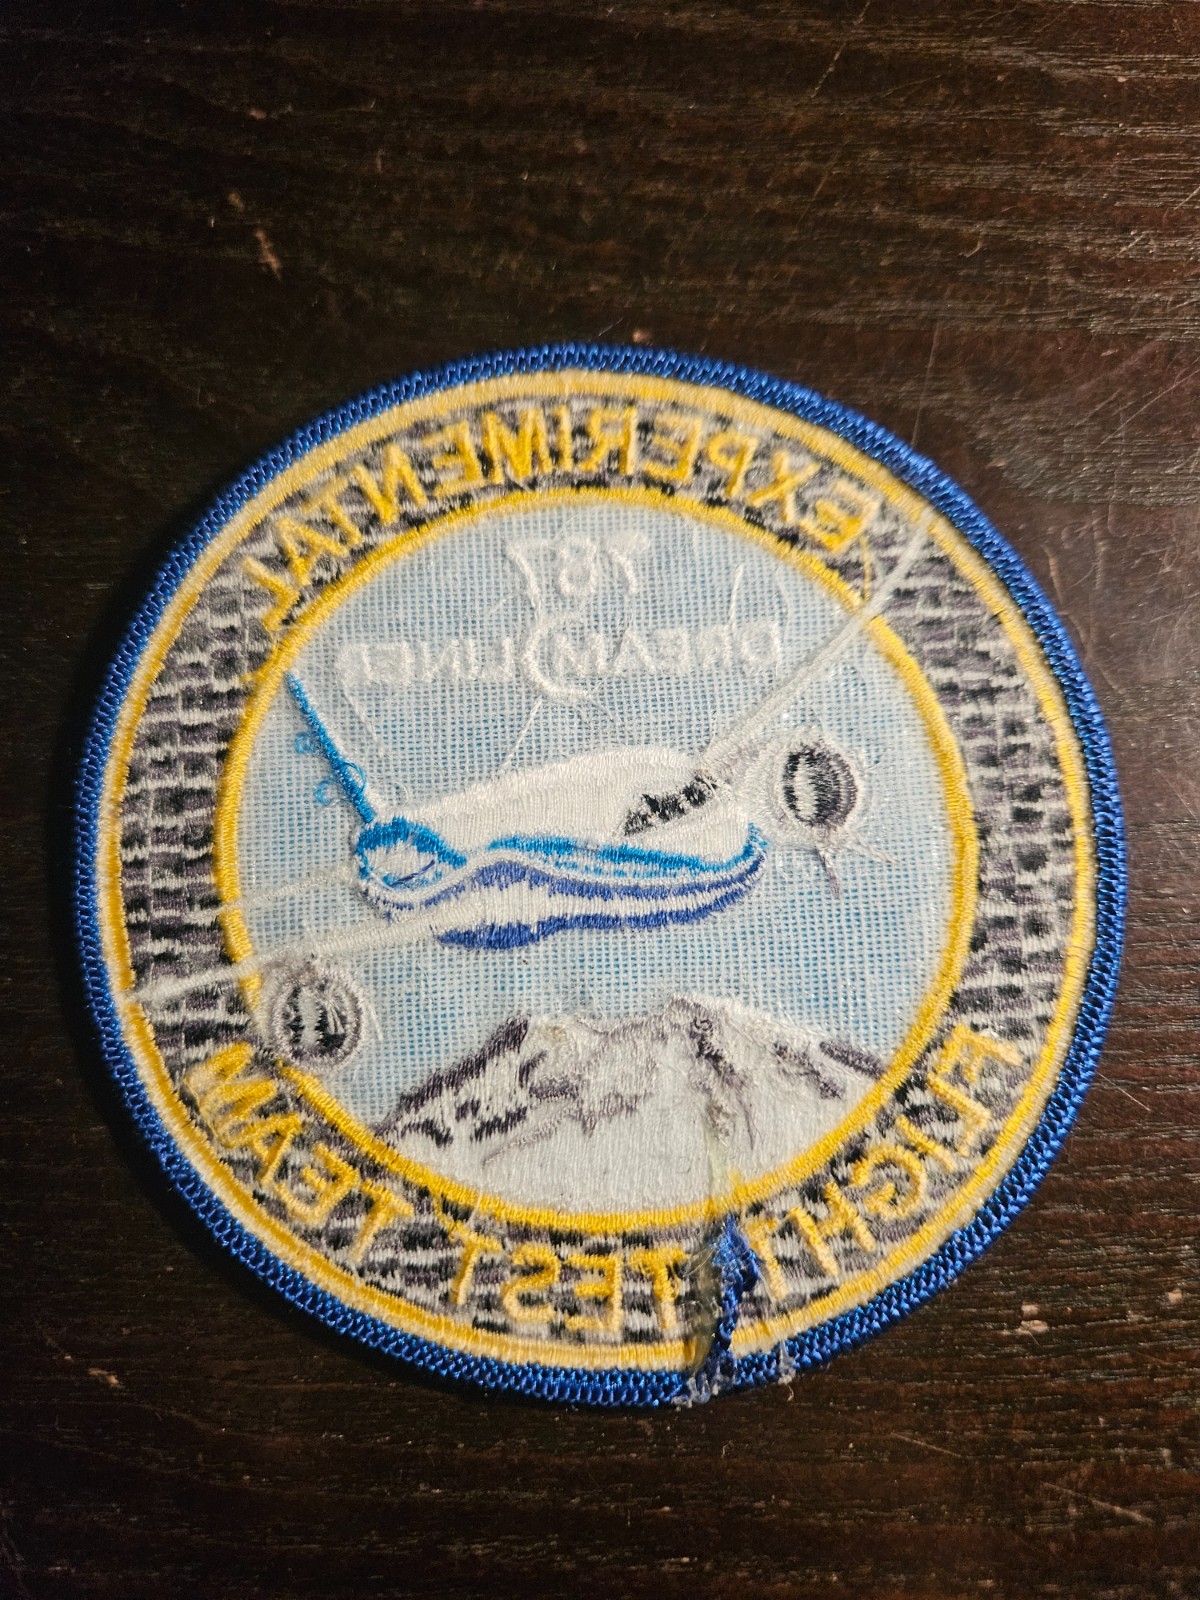 EXPERIMENTAL
787
DREAMLINER
FLIGHT TEST TEAM